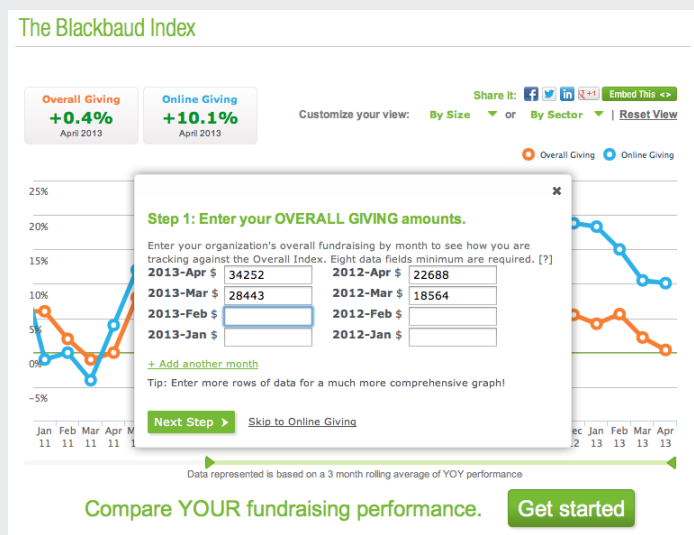 The Blackbaud Index
Overall Giving
+0.4%
April 2013
Online Giving
+10.1%
April 2013
Share it: +1 Embed This <>
Customize your view: By Size or By Sector | Reset View
Overall Giving Online Giving
25%
20%
15%
10%
5%
0%
-5%
Step 1: Enter your OVERALL GIVING amounts.
Enter your organization's overall fundraising by month to see how you are
tracking against the Overall Index. Eight data fields minimum are required. [?]
2013-Apr $ 34252 2012-Apr $ 22688
2013-Mar $ 28443 2012-Mar $ 18564
2013-Feb $ 2012-Feb $
2013-Jan $ 2012-Jan $
+ Add another month
Tip: Enter more rows of data for a much more comprehensive graph!
Next Step Skip to Online Giving
Jan Feb Mar Apr M ec Jan Feb Mar Apr
11 11 11 11 1 2 13 13 13 13
Data represented is based on a 3 month rolling average of YOY performance
Compare YOUR fundraising performance. Get started